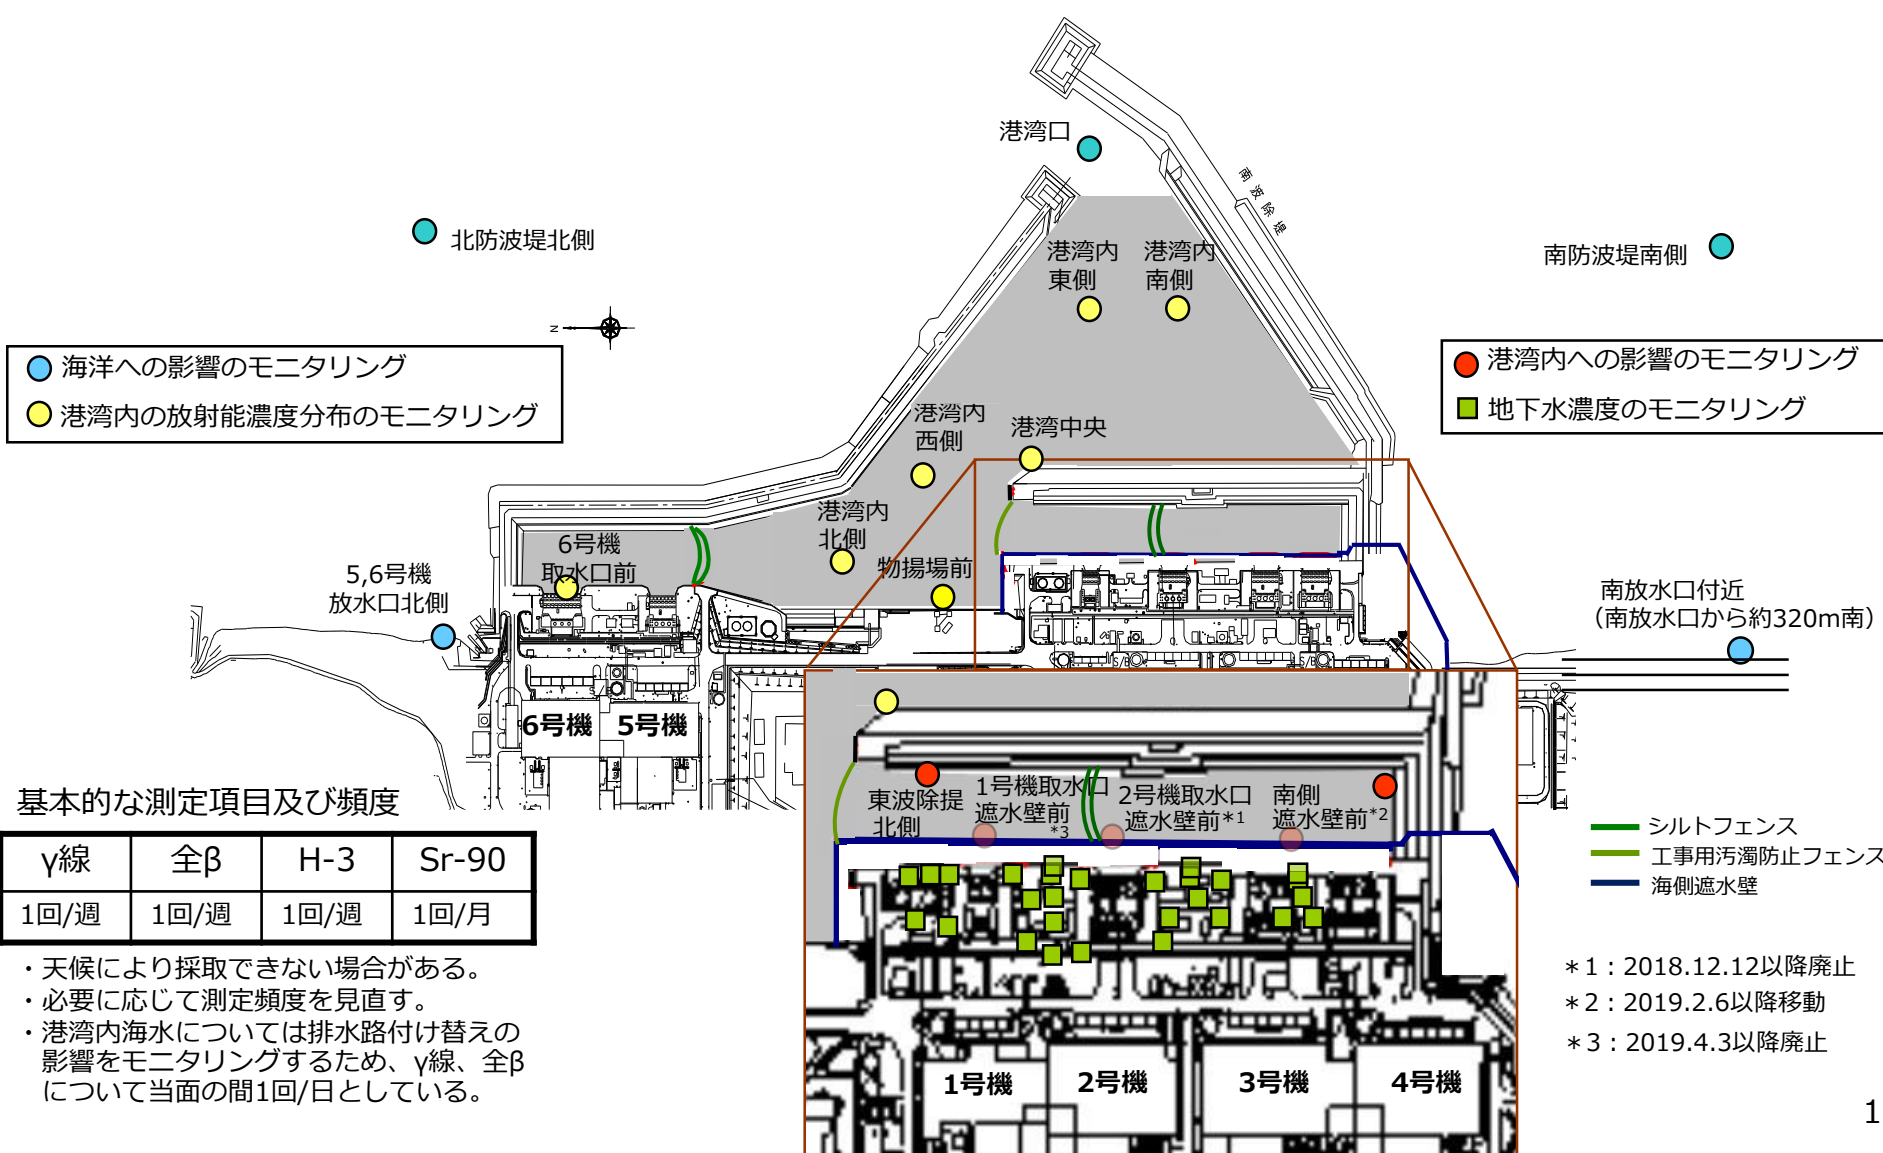 港湾口
南波除堤
北防波堤北側
南防波堤南側
港湾内
東側
港湾内
南側
N
海洋への影響のモニタリング
港湾内の放射能濃度分布のモニタリング
港湾内への影響のモニタリング
地下水濃度のモニタリング
港湾内
西側
港湾中央
港湾内
北側
6号機
取水口前
物揚場前
5,6号機
放水口北側
南放水口付近
(南放水口から約320m南)
S/B
S/B
6号機
5号機
東波除提
北側
1号機取水口
遮水壁前
*3
2号機取水口
遮水壁前*1
南側
遮水壁前*2
シルトフェンス
工事用汚濁防止フェンス
海側遮水壁
基本的な測定項目及び頻度
γ線 全β H-3 Sr-90
1回/週 1回/週 1回/週 1回/月
・天候により採取できない場合がある。
・必要に応じて測定頻度を見直す。
・港湾内海水については排水路付け替えの
影響をモニタリングするため、γ線、全β
について当面の間1回/日としている。
*1:2018.12.12以降廃止
*2:2019.2.6以降移動
*3:2019.4.3以降廃止
1号機
2号機
3号機
4号機
1